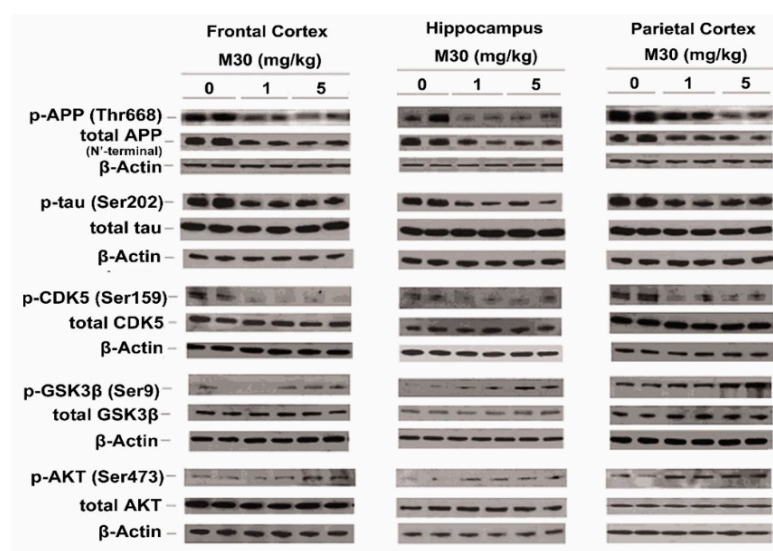 Frontal Cortex
M30 (mg/kg)
0 1 5
Hippocampus
M30 (mg/kg)
0 1 5
Parietal Cortex
M30 (mg/kg)
0 1 5
p-APP (Thr668)
total APP
(N'-terminal)
β-Actin
p-tau (Ser202)
total tau
β-Actin
p-CDK5 (Ser159)
total CDK5
β-Actin
p-GSK3β (Ser9)
total GSK3β
β-Actin
p-AKT (Ser473)
total AKT
β-Actin